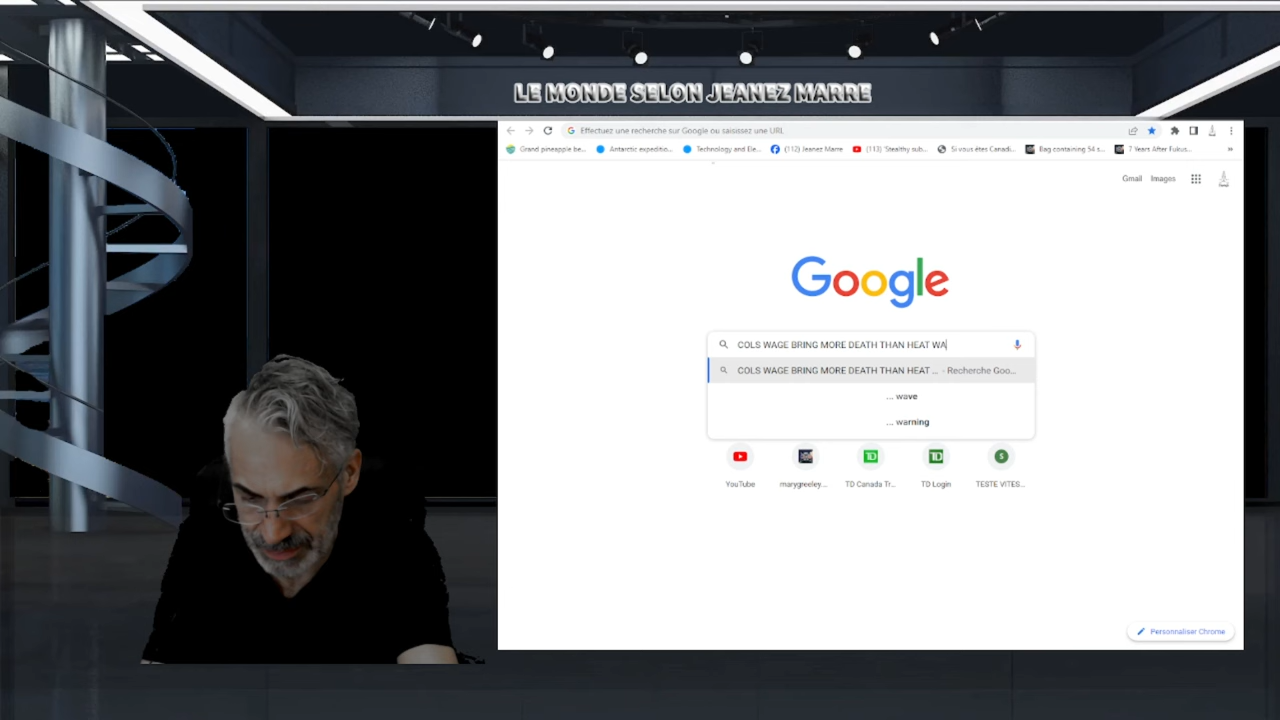 LE MONDE SELON JEANEZ MARRE
Effectuez une recherche sur Google ou saisissez une URL
Grand pineapple be... Antarctic expeditio... Technology and Ele... (112) Jeanez Marre (113) 'Stealthy sub... Si vous êtes Canadi... Bag containing 54 s... 7 Years After Fukus... »
Gmail Images
Google
COLS WAGE BRING MORE DEATH THAN HEAT WA
COLS WAGE BRING MORE DEATH THAN HEAT ... - Recherche Goo...
... wave
... warning
YouTube marygreeley.... TD Canada Tr... TD Login TESTE VITES...
Personnaliser Chrome